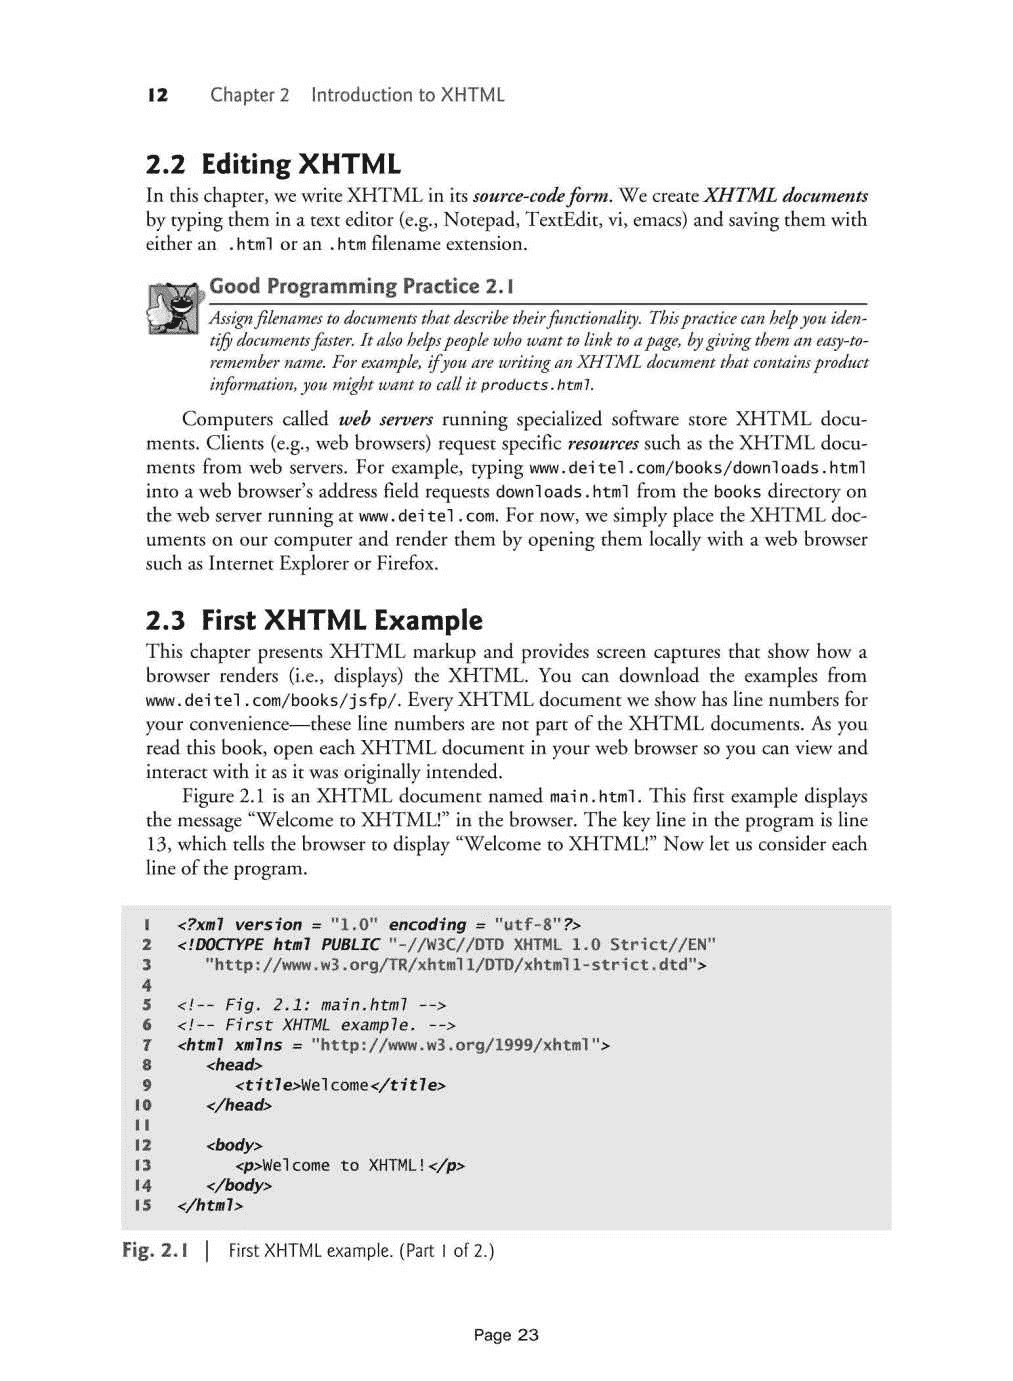 12 Chapter 2 Introduction to XHTML
2.2 Editing XHTML
In this chapter, we write XHTML in its source-code form. We create XHTML documents
by typing them in a text editor (e.g., Notepad, TextEdit, vi, emacs) and saving them with
either an .html or an .htm filename extension.
Good Programming Practice 2.1
Assign filenames to documents that describe their functionality. This practice can help you iden-
tify documents faster. It also helps people who want to link to a page, by giving them an easy-to-
remember name. For example, if you are writing an XHTML document that contains product
information, you might want to call it products.html.
Computers called web servers running specialized software store XHTML docu-
ments. Clients (e.g., web browsers) request specific resources such as the XHTML docu-
ments from web servers. For example, typing www.deitel.com/books/downloads.html
into a web browser's address field requests downloads.html from the books directory on
the web server running at www.deitel.com. For now, we simply place the XHTML doc-
uments on our computer and render them by opening them locally with a web browser
such as Internet Explorer or Firefox.
2.3 First XHTML Example
This chapter presents XHTML markup and provides screen captures that show how a
browser renders (i.e., displays) the XHTML. You can download the examples from
www.deitel.com/books/jsfp/. Every XHTML document we show has line numbers for
your convenience—these line numbers are not part of the XHTML documents. As you
read this book, open each XHTML document in your web browser so you can view and
interact with it as it was originally intended.
Figure 2.1 is an XHTML document named main.html. This first example displays
the message “Welcome to XHTML!” in the browser. The key line in the program is line
13, which tells the browser to display “Welcome to XHTML!” Now let us consider each
line of the program.
1 <?xml version = "1.0" encoding = "utf-8"?>
2 <!DOCTYPE html PUBLIC "-//W3C//DTD XHTML 1.0 Strict//EN"
3 "http://www.w3.org/TR/xhtml1/DTD/xhtml1-strict.dtd">
4
5 <!-- Fig. 2.1: main.html -->
6 <!-- First XHTML example. -->
7 <html xmlns = "http://www.w3.org/1999/xhtml">
8 <head>
9 <title>Welcome</title>
10 </head>
11
12 <body>
13 <p>Welcome to XHTML!</p>
14 </body>
15 </html>
Fig. 2.1 | First XHTML example. (Part 1 of 2.)
Page 23